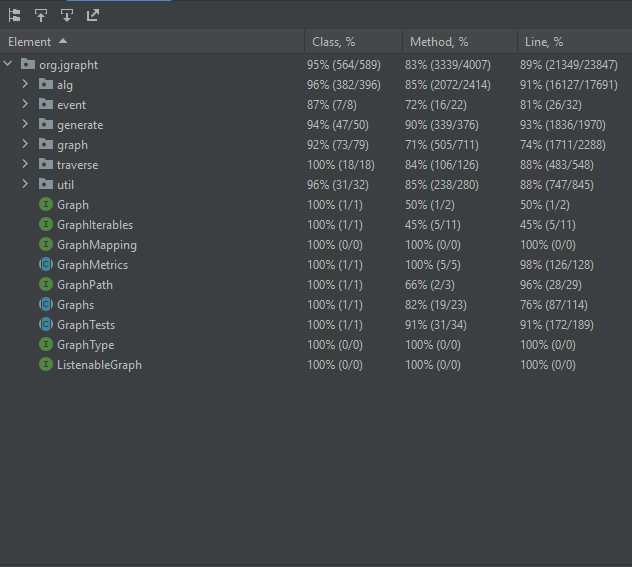 Element Class, % Method, % Line, %
org.jgrapht 95% (564/589) 83% (3339/4007) 89% (21349/23847)
alg 96% (382/396) 85% (2072/2414) 91% (16127/17691)
event 87% (7/8) 72% (16/22) 81% (26/32)
generate 94% (47/50) 90% (339/376) 93% (1836/1970)
graph 92% (73/79) 71% (505/711) 74% (1711/2288)
traverse 100% (18/18) 84% (106/126) 88% (483/548)
util 96% (31/32) 85% (238/280) 88% (747/845)
I Graph 100% (1/1) 50% (1/2) 50% (1/2)
I GraphIterables 100% (1/1) 45% (5/11) 45% (5/11)
I GraphMapping 100% (0/0) 100% (0/0) 100% (0/0)
C GraphMetrics 100% (1/1) 100% (5/5) 98% (126/128)
I GraphPath 100% (1/1) 66% (2/3) 96% (28/29)
C Graphs 100% (1/1) 82% (19/23) 76% (87/114)
C GraphTests 100% (1/1) 91% (31/34) 91% (172/189)
I GraphType 100% (0/0) 100% (0/0) 100% (0/0)
I ListenableGraph 100% (0/0) 100% (0/0) 100% (0/0)